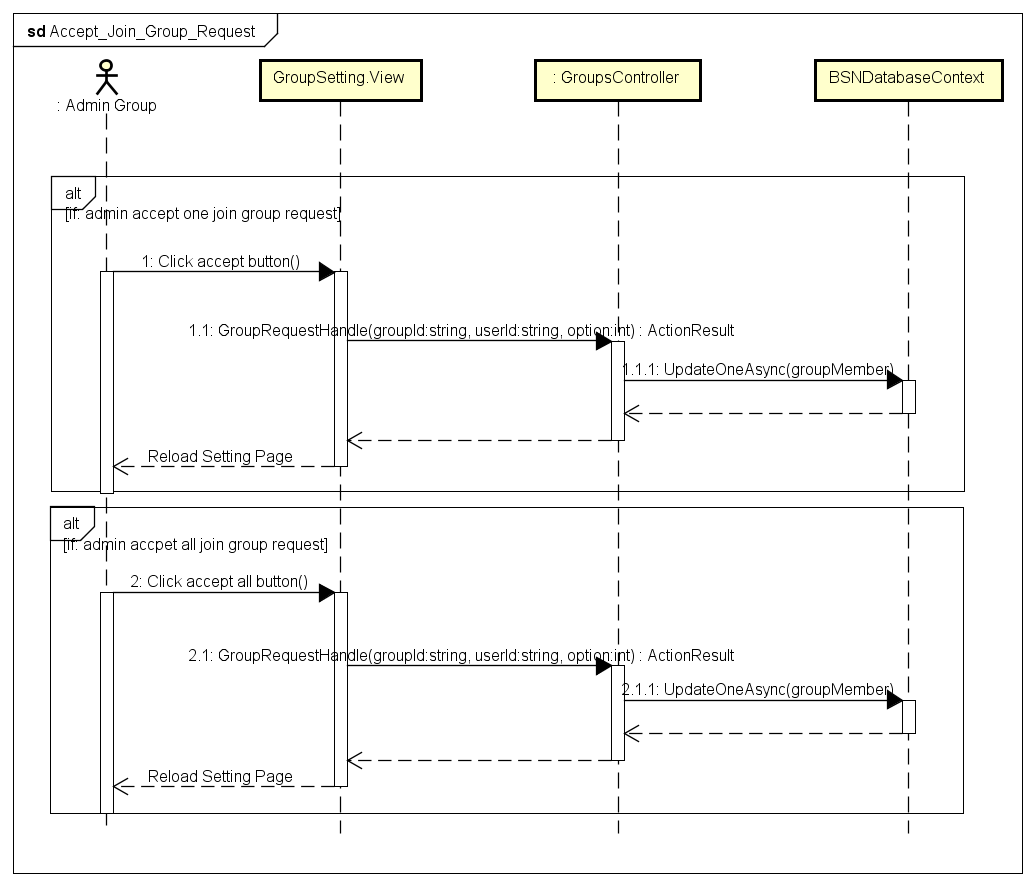 sd Accept_Join_Group_Request
GroupSetting.View
: GroupsController
BSNDatabaseContext
: Admin Group
alt
[if: admin accept one join group request]
1: Click accept button()
1.1: GroupRequestHandle(groupId:string, userId:string, option:int) : ActionResult
1.1.1: UpdateOneAsync(groupMember)
Reload Setting Page
alt
[if: admin accpet all join group request]
2: Click accept all button()
2.1: GroupRequestHandle(groupId:string, userId:string, option:int) : ActionResult
2.1.1: UpdateOneAsync(groupMember)
Reload Setting Page